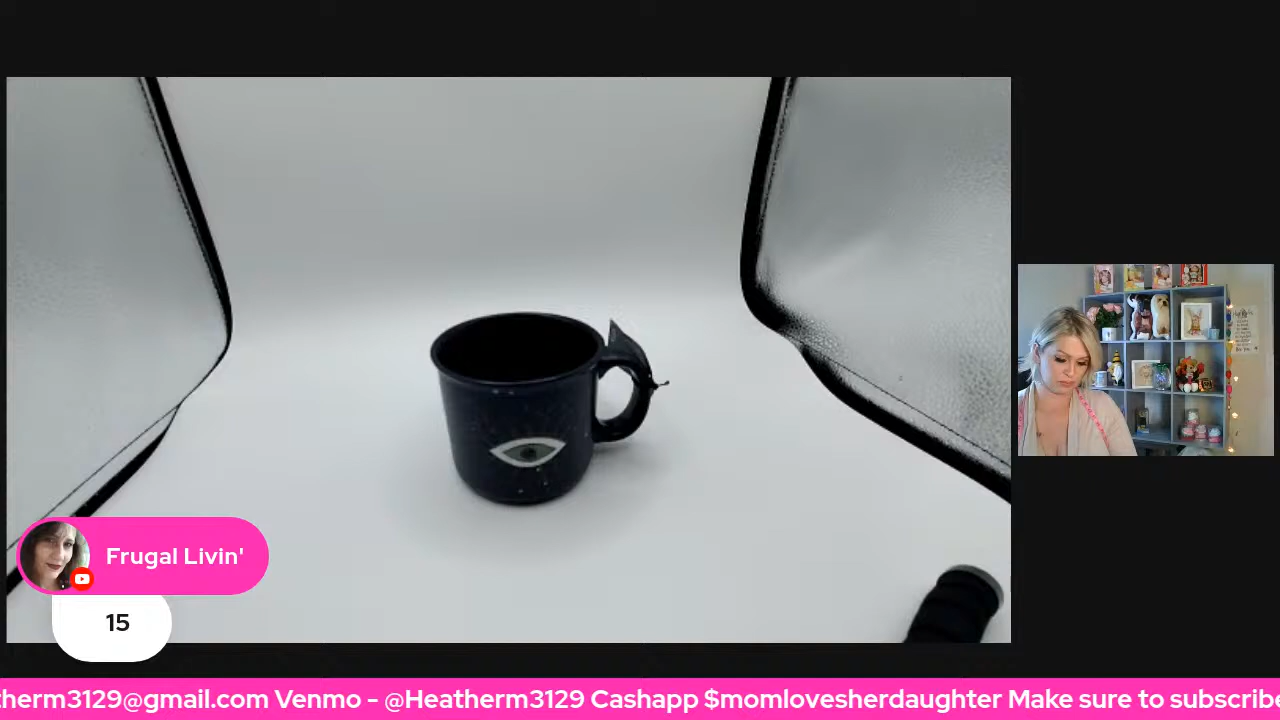 Frugal Livin'
15
therm3129@gmail.com Venmo - @Heatherm3129 Cashapp $momlovesherdaughter Make sure to subscribe